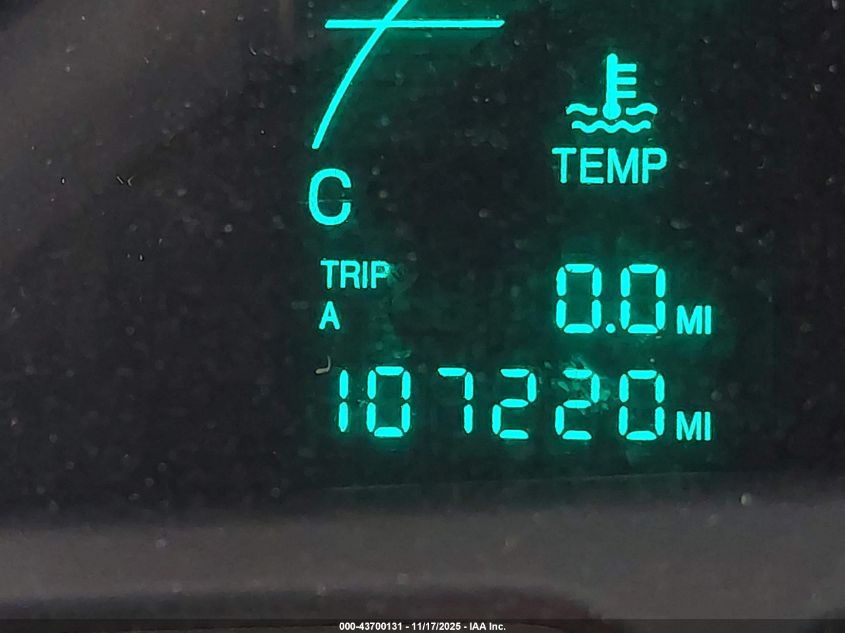 TEMP
C
TRIP
A
0.0 MI
107220 MI
000-43700131 - 11/17/2025 - IAA Inc.